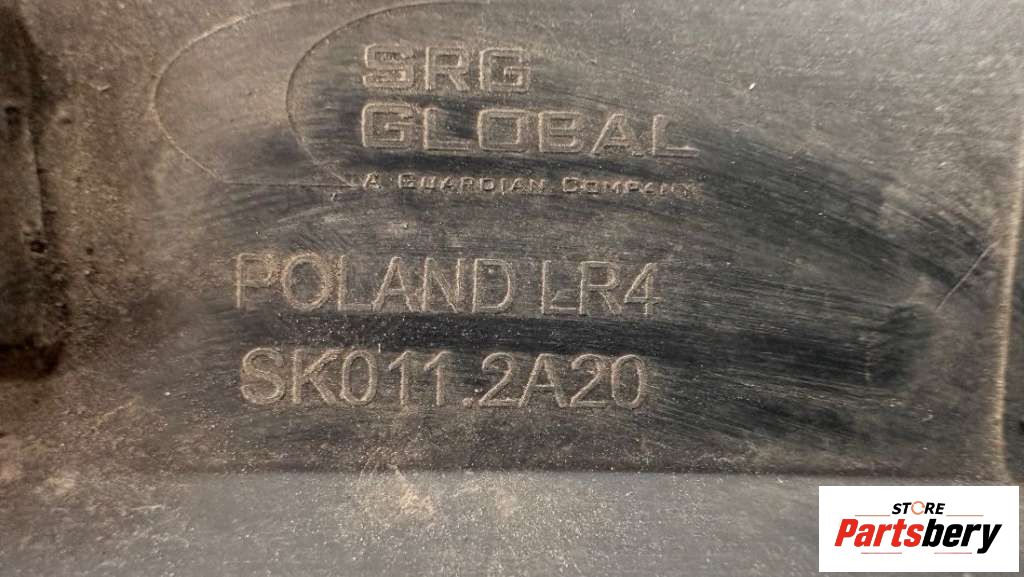 SRG
GLOBAL
A GUARDIAN COMPANY
POLAND LR4
SK011.2A20
STORE
Partsbery